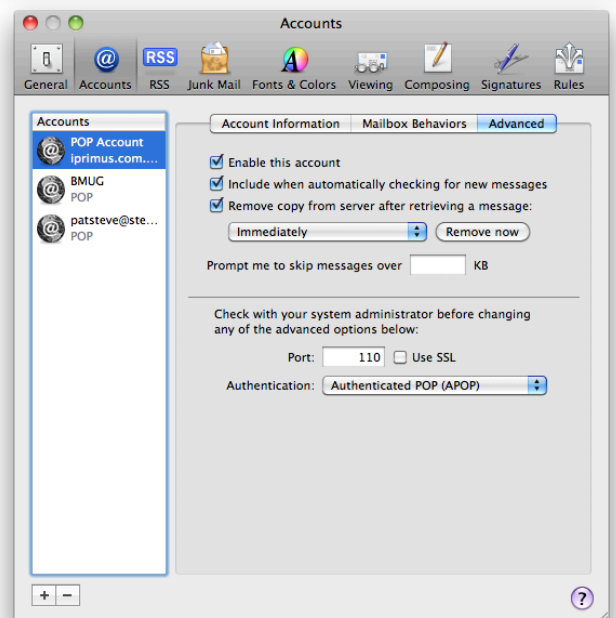 Accounts
General Accounts RSS Junk Mail Fonts & Colors Viewing Composing Signatures Rules
Accounts
POP Account
iprimus.com....
BMUG
POP
patsteve@ste...
POP
Account Information Mailbox Behaviors Advanced
Enable this account
Include when automatically checking for new messages
Remove copy from server after retrieving a message:
Immediately Remove now
Prompt me to skip messages over KB
Check with your system administrator before changing
any of the advanced options below:
Port: 110 Use SSL
Authentication: Authenticated POP (APOP)
+ − ?